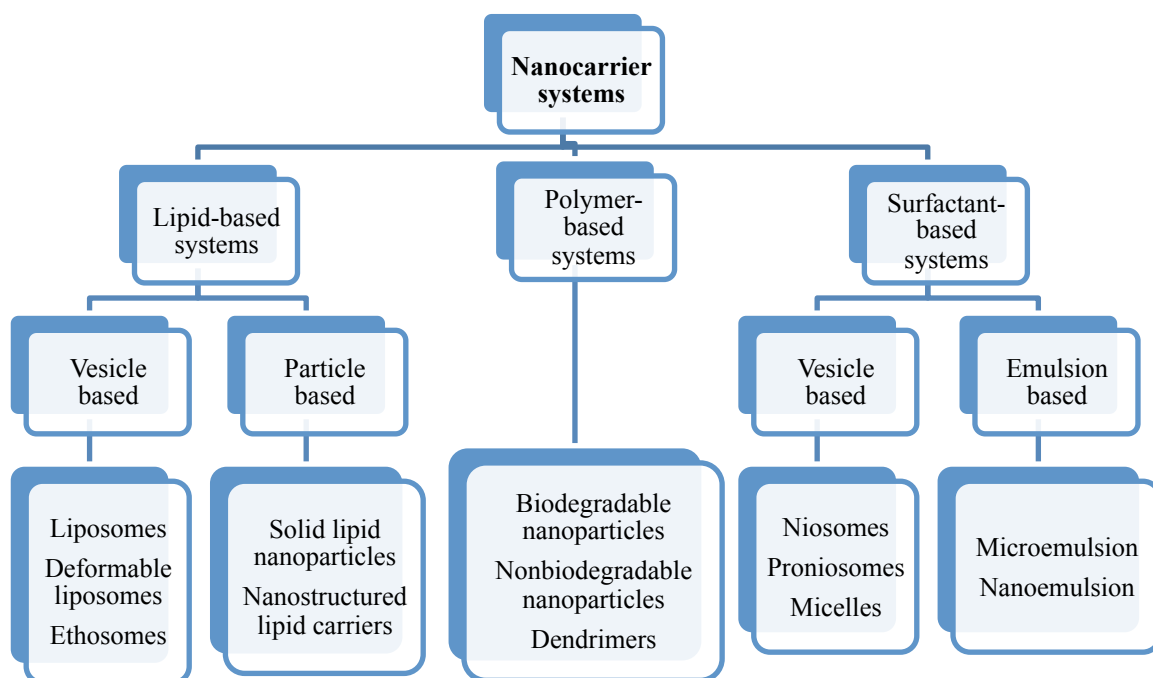 Nanocarrier
systems
Lipid-based
systems
Polymer-
based
systems
Surfactant-
based
systems
Vesicle
based
Particle
based
Vesicle
based
Emulsion
based
Liposomes
Deformable
liposomes
Ethosomes
Solid lipid
nanoparticles
Nanostructured
lipid carriers
Biodegradable
nanoparticles
Nonbiodegradable
nanoparticles
Dendrimers
Niosomes
Proniosomes
Micelles
Microemulsion
Nanoemulsion